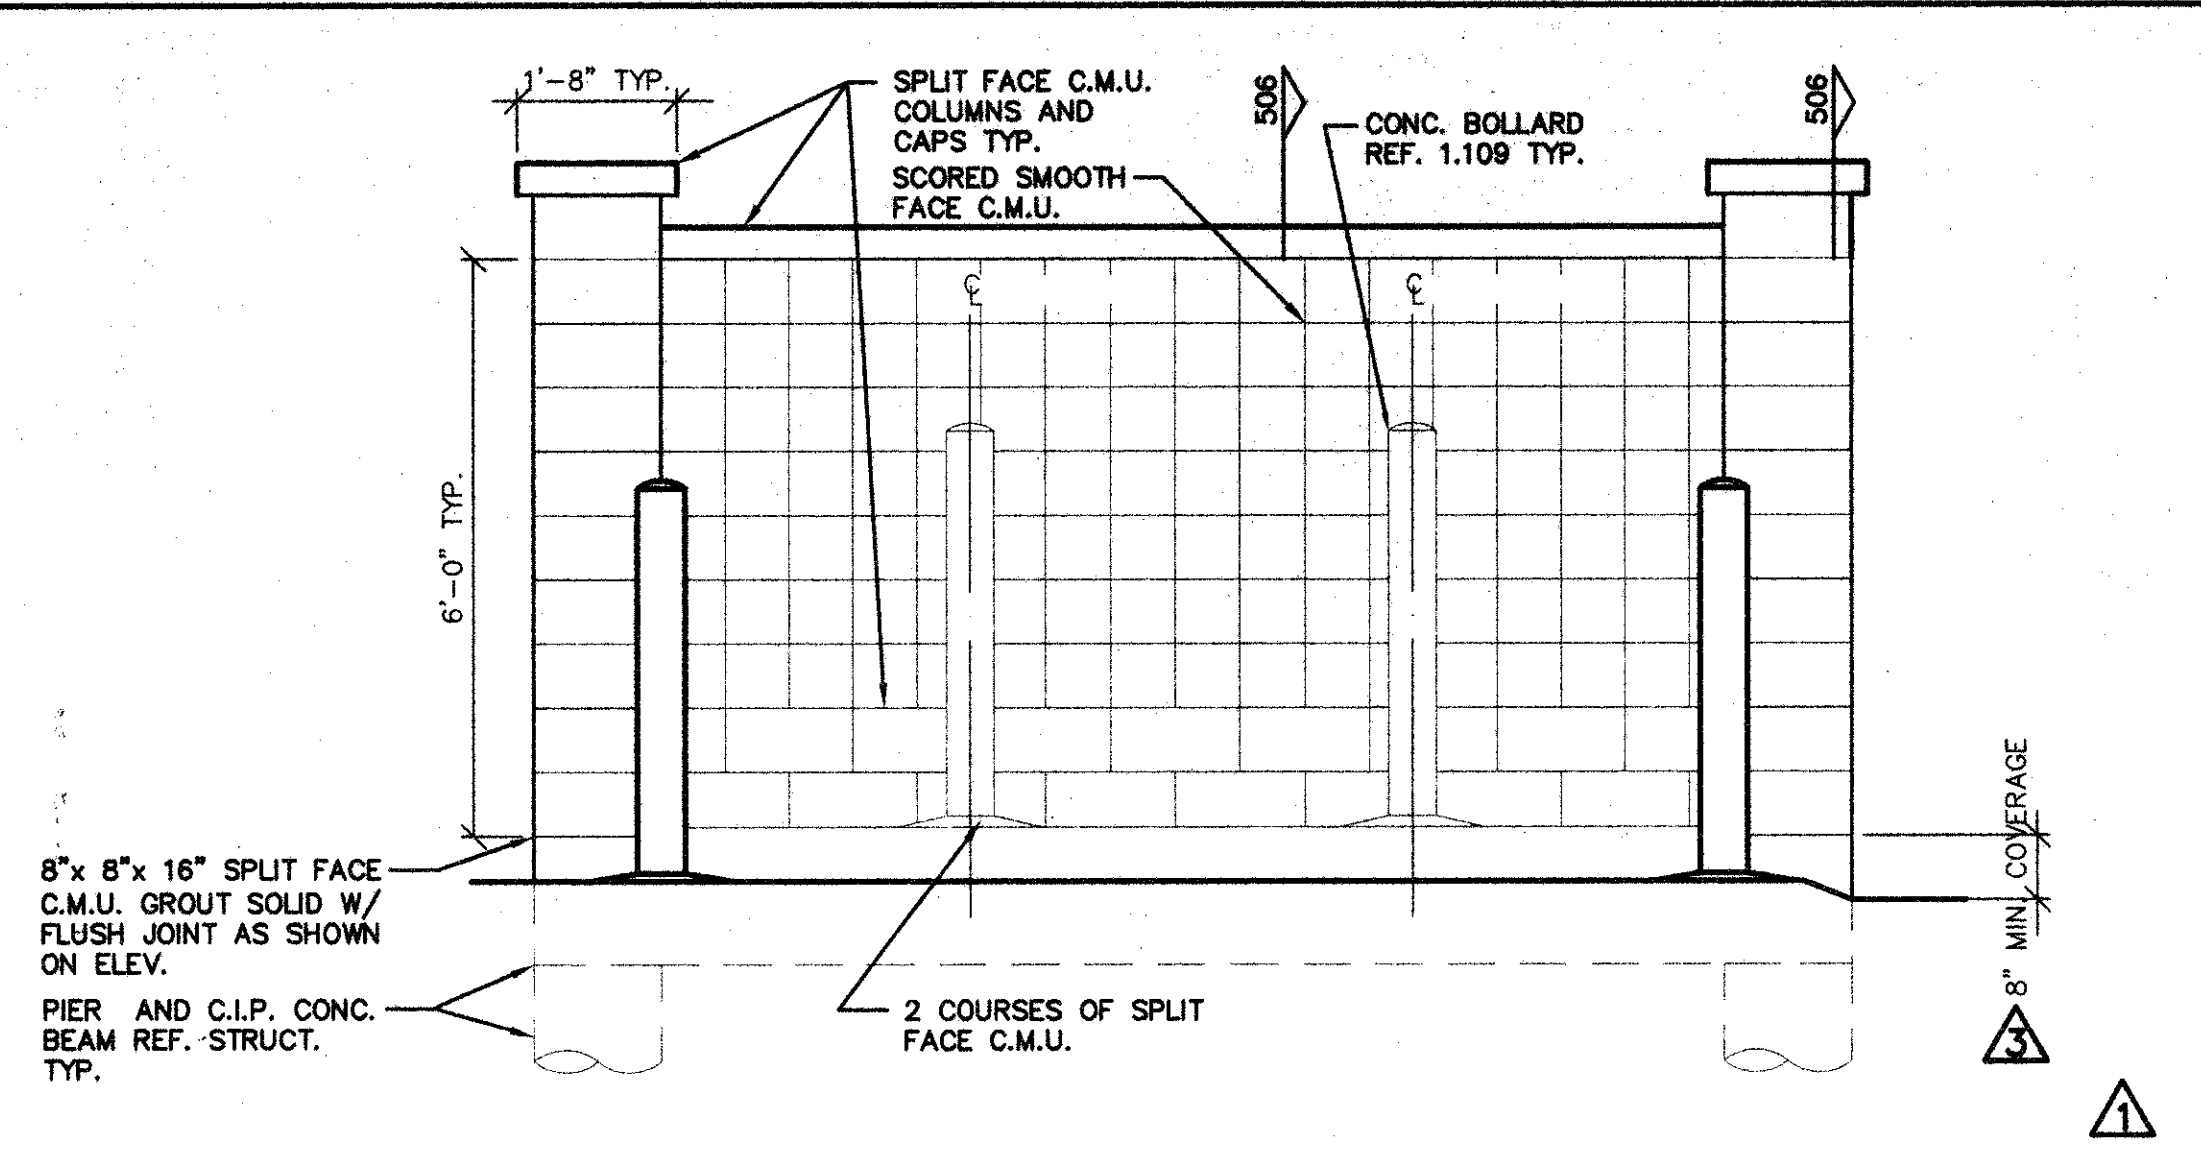 1'-8" TYP.
SPLIT FACE C.M.U.
COLUMNS AND
CAPS TYP.
SCORED SMOOTH
FACE C.M.U.
506
CONC. BOLLARD
REF. 1.109 TYP.
506
℄
℄
6'-0" TYP.
8"x 8"x 16" SPLIT FACE
C.M.U. GROUT SOLID W/
FLUSH JOINT AS SHOWN
ON ELEV.
PIER AND C.I.P. CONC.
BEAM REF. STRUCT.
TYP.
2 COURSES OF SPLIT
FACE C.M.U.
8" MIN. COVERAGE
3
1